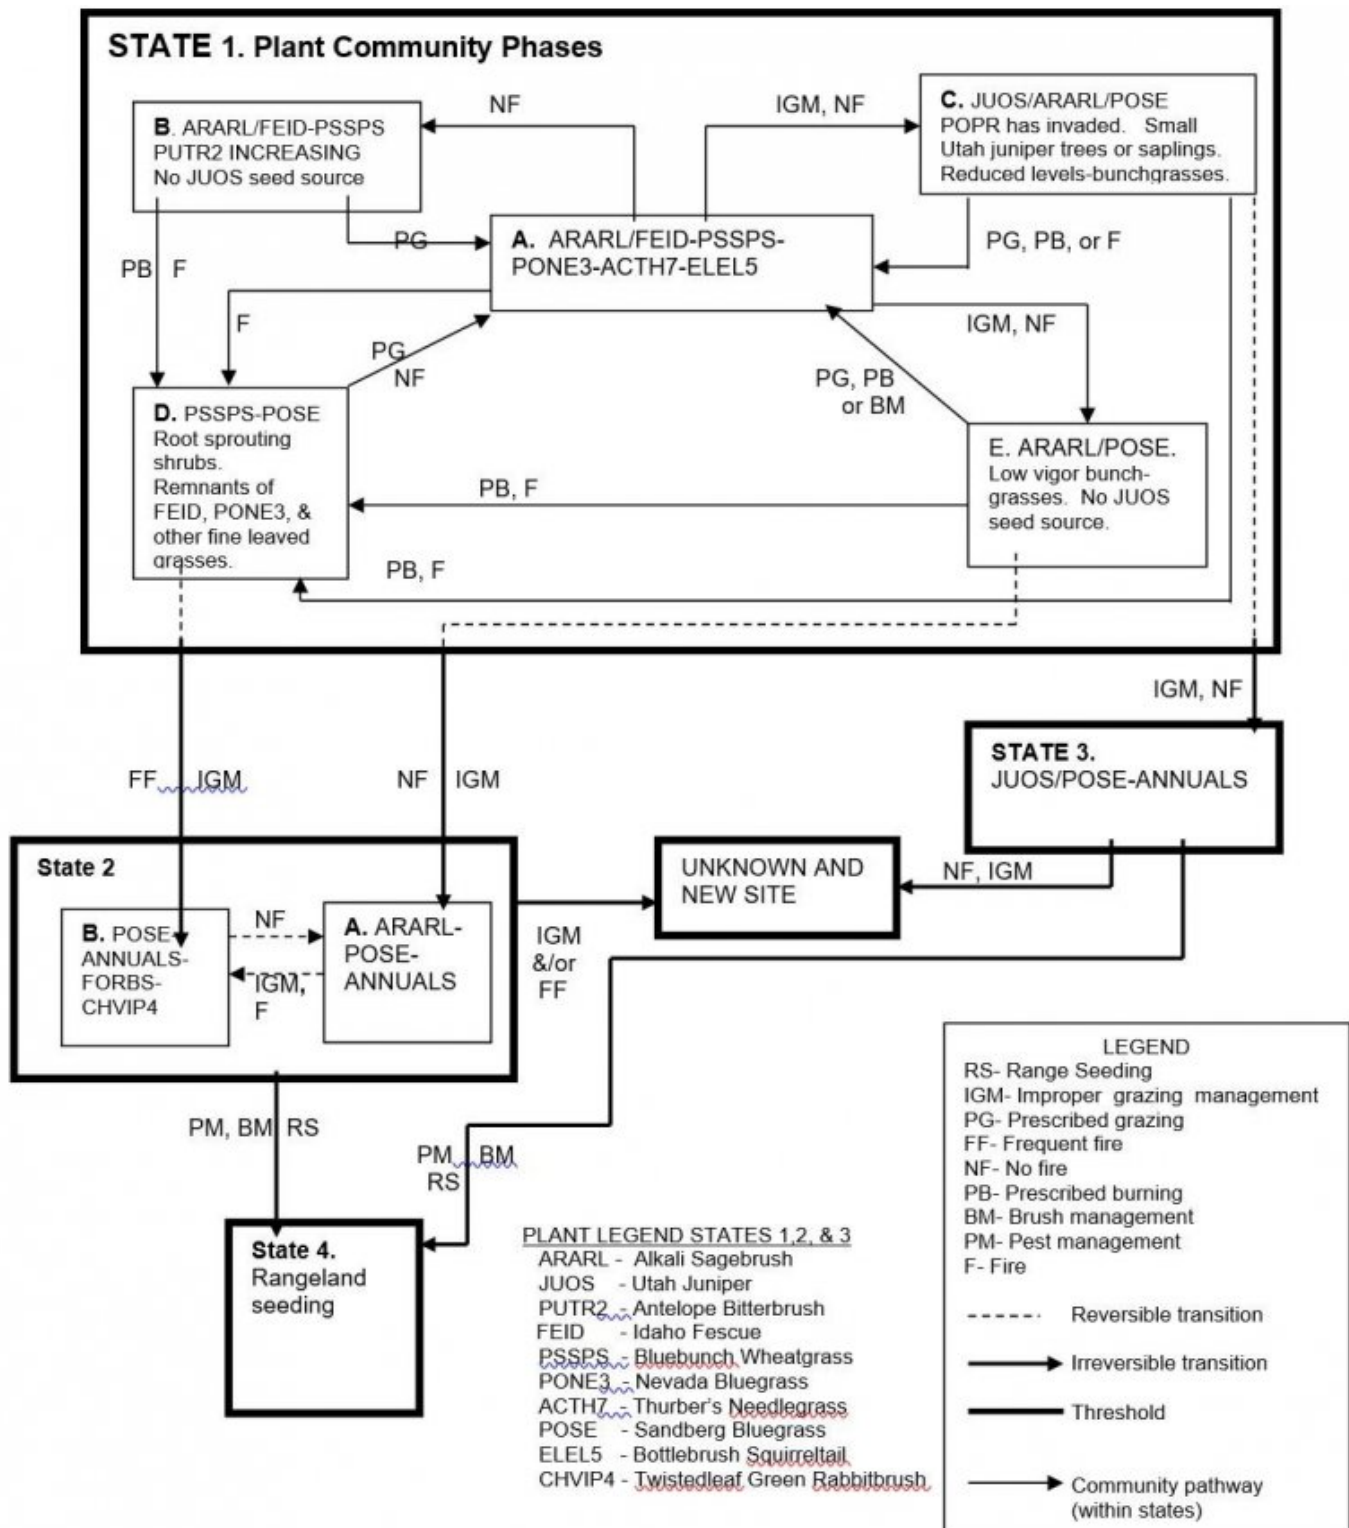 STATE 1. Plant Community Phases
NF
IGM, NF
B. ARARL/FEID-PSSPS
PUTR2 INCREASING
No JUOS seed source
C. JUOS/ARARL/POSE
POPR has invaded. Small
Utah juniper trees or saplings.
Reduced levels-bunchgrasses.
PG
A. ARARL/FEID-PSSPS-
PONE3-ACTH7-ELEL5
PG, PB, or F
PB F
F
IGM, NF
PG
NF
PG, PB
or BM
D. PSSPS-POSE
Root sprouting
shrubs.
Remnants of
FEID, PONE3, &
other fine leaved
grasses.
E. ARARL/POSE.
Low vigor bunch-
grasses. No JUOS
seed source.
PB, F
PB, F
IGM, NF
STATE 3.
JUOS/POSE-ANNUALS
FF IGM
NF IGM
State 2
UNKNOWN AND
NEW SITE
NF, IGM
B. POSE-
ANNUALS-
FORBS-
CHVIP4
NF
IGM,
F
A. ARARL-
POSE-
ANNUALS
IGM
&/or
FF
PM, BM RS
PM BM
RS
State 4.
Rangeland
seeding
PLANT LEGEND STATES 1,2, & 3
ARARL - Alkali Sagebrush
JUOS - Utah Juniper
PUTR2 - Antelope Bitterbrush
FEID - Idaho Fescue
PSSPS - Bluebunch Wheatgrass
PONE3 - Nevada Bluegrass
ACTH7 - Thurber's Needlegrass
POSE - Sandberg Bluegrass
ELEL5 - Bottlebrush Squirreltail
CHVIP4 - Twistedleaf Green Rabbitbrush
LEGEND
RS- Range Seeding
IGM- Improper grazing management
PG- Prescribed grazing
FF- Frequent fire
NF- No fire
PB- Prescribed burning
BM- Brush management
PM- Pest management
F- Fire
Reversible transition
Irreversible transition
Threshold
Community pathway
(within states)